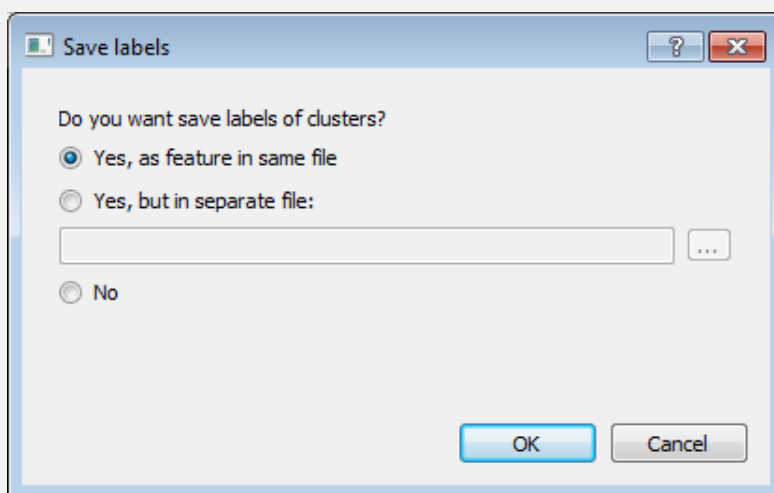 Save labels
?
Do you want save labels of clusters?
Yes, as feature in same file
Yes, but in separate file:
...
No
OK
Cancel